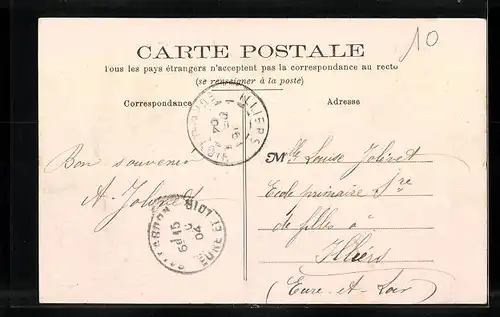 10
CARTE POSTALE
Tous les pays étrangers n'acceptent pas la correspondance au recto
(se renseigner à la poste)
Correspondance
Adresse
ILLIERS
Bon souvenir
A. Jolinet
Mlle Louise Jolivet
Ecole primaire Sre
de filles à
Illiers
(Eure-et-Loir)
EURE-ET-LOIR